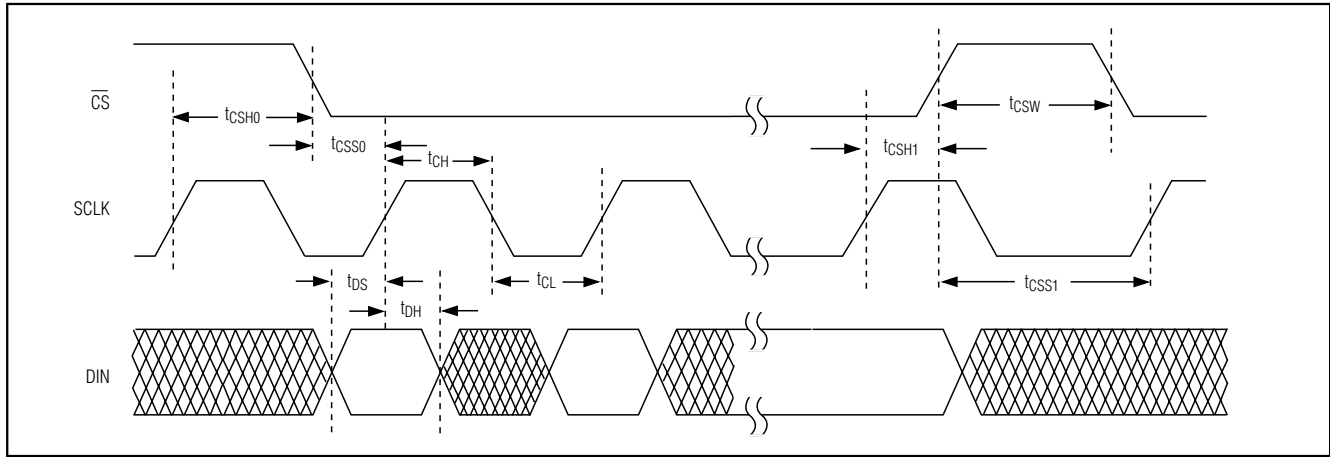 CS
tCSH0
tCSW
tCSS0
tCH
tCSH1
SCLK
tDS
tCL
tCSS1
tDH
DIN